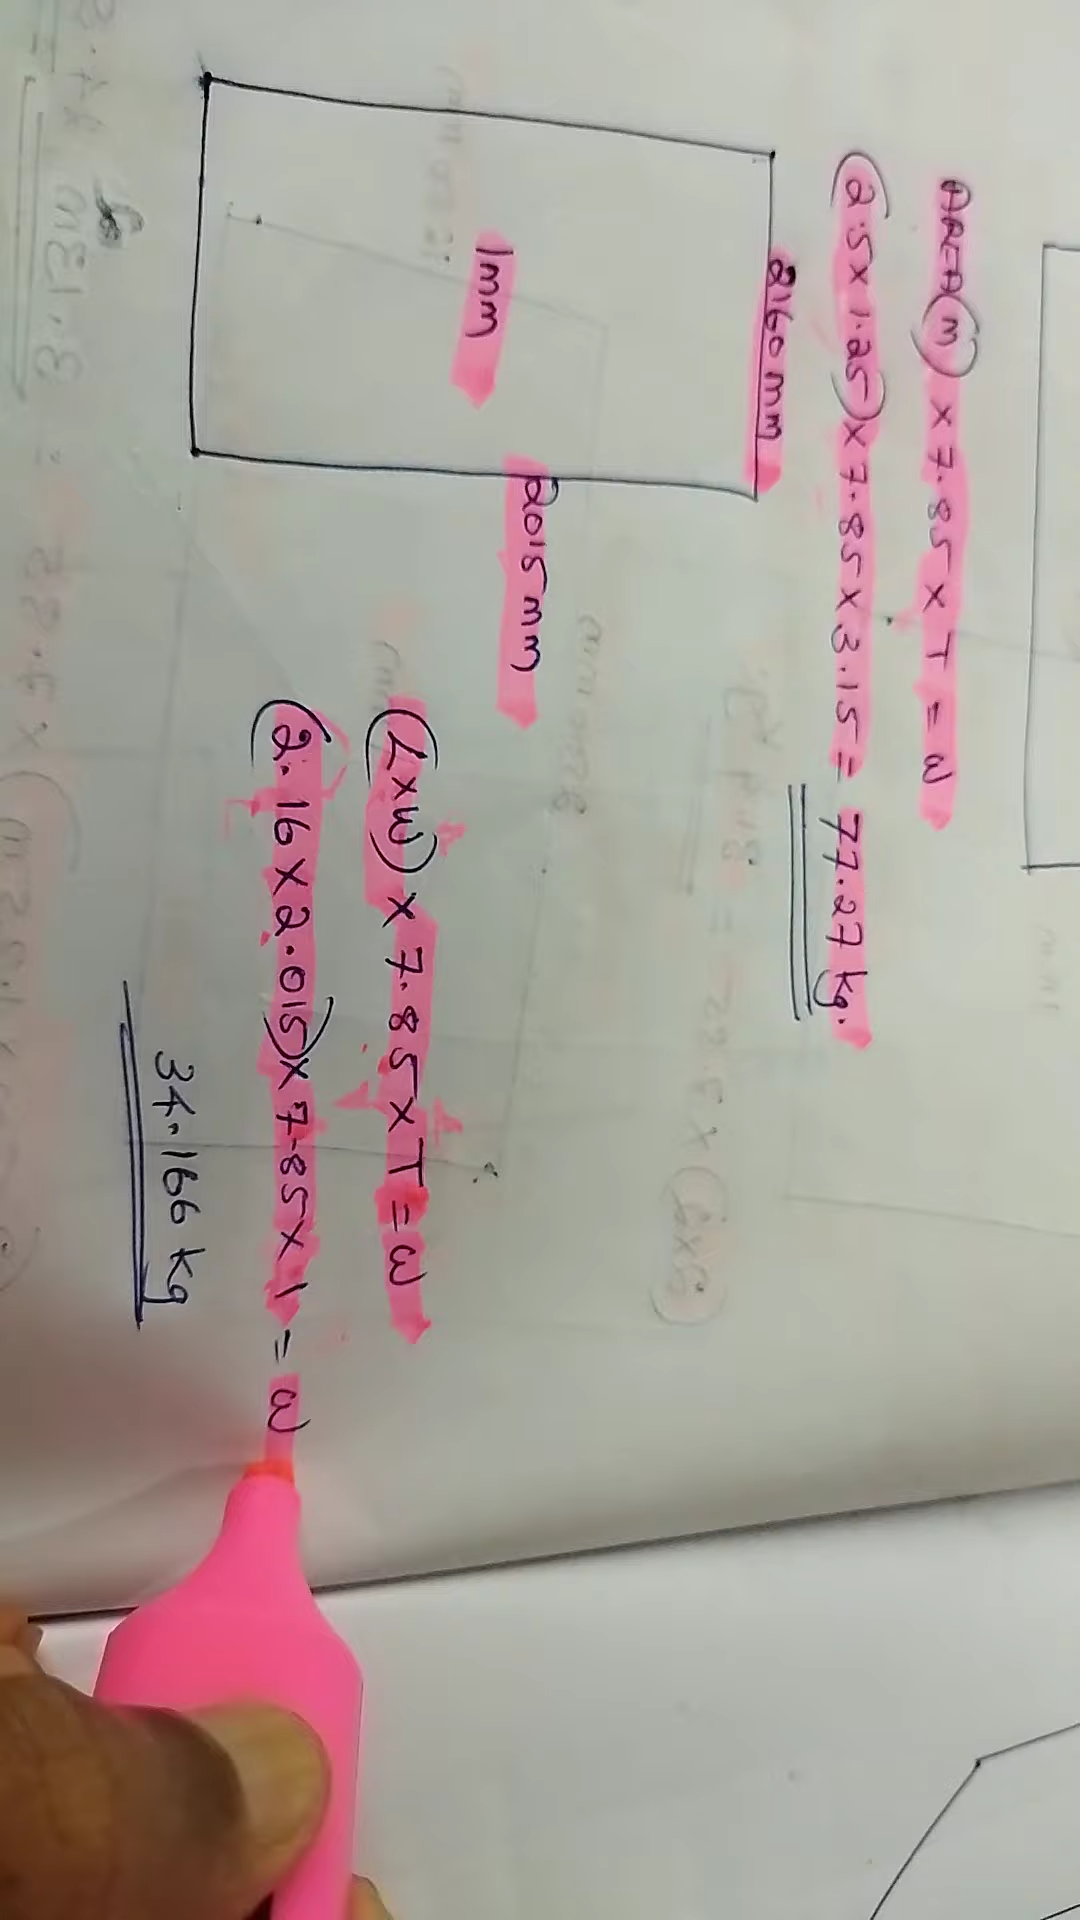 AREA(m) x 7.85 x T = ω
(2.5 x 1.25) x 7.85 x 3.15 = 77.27 kg.
2160 mm
1mm
2015 mm
(L x W) x 7.85 x T = ω
(2.16 x 2.015) x 7.85 x 1 = ω
34.166 kg